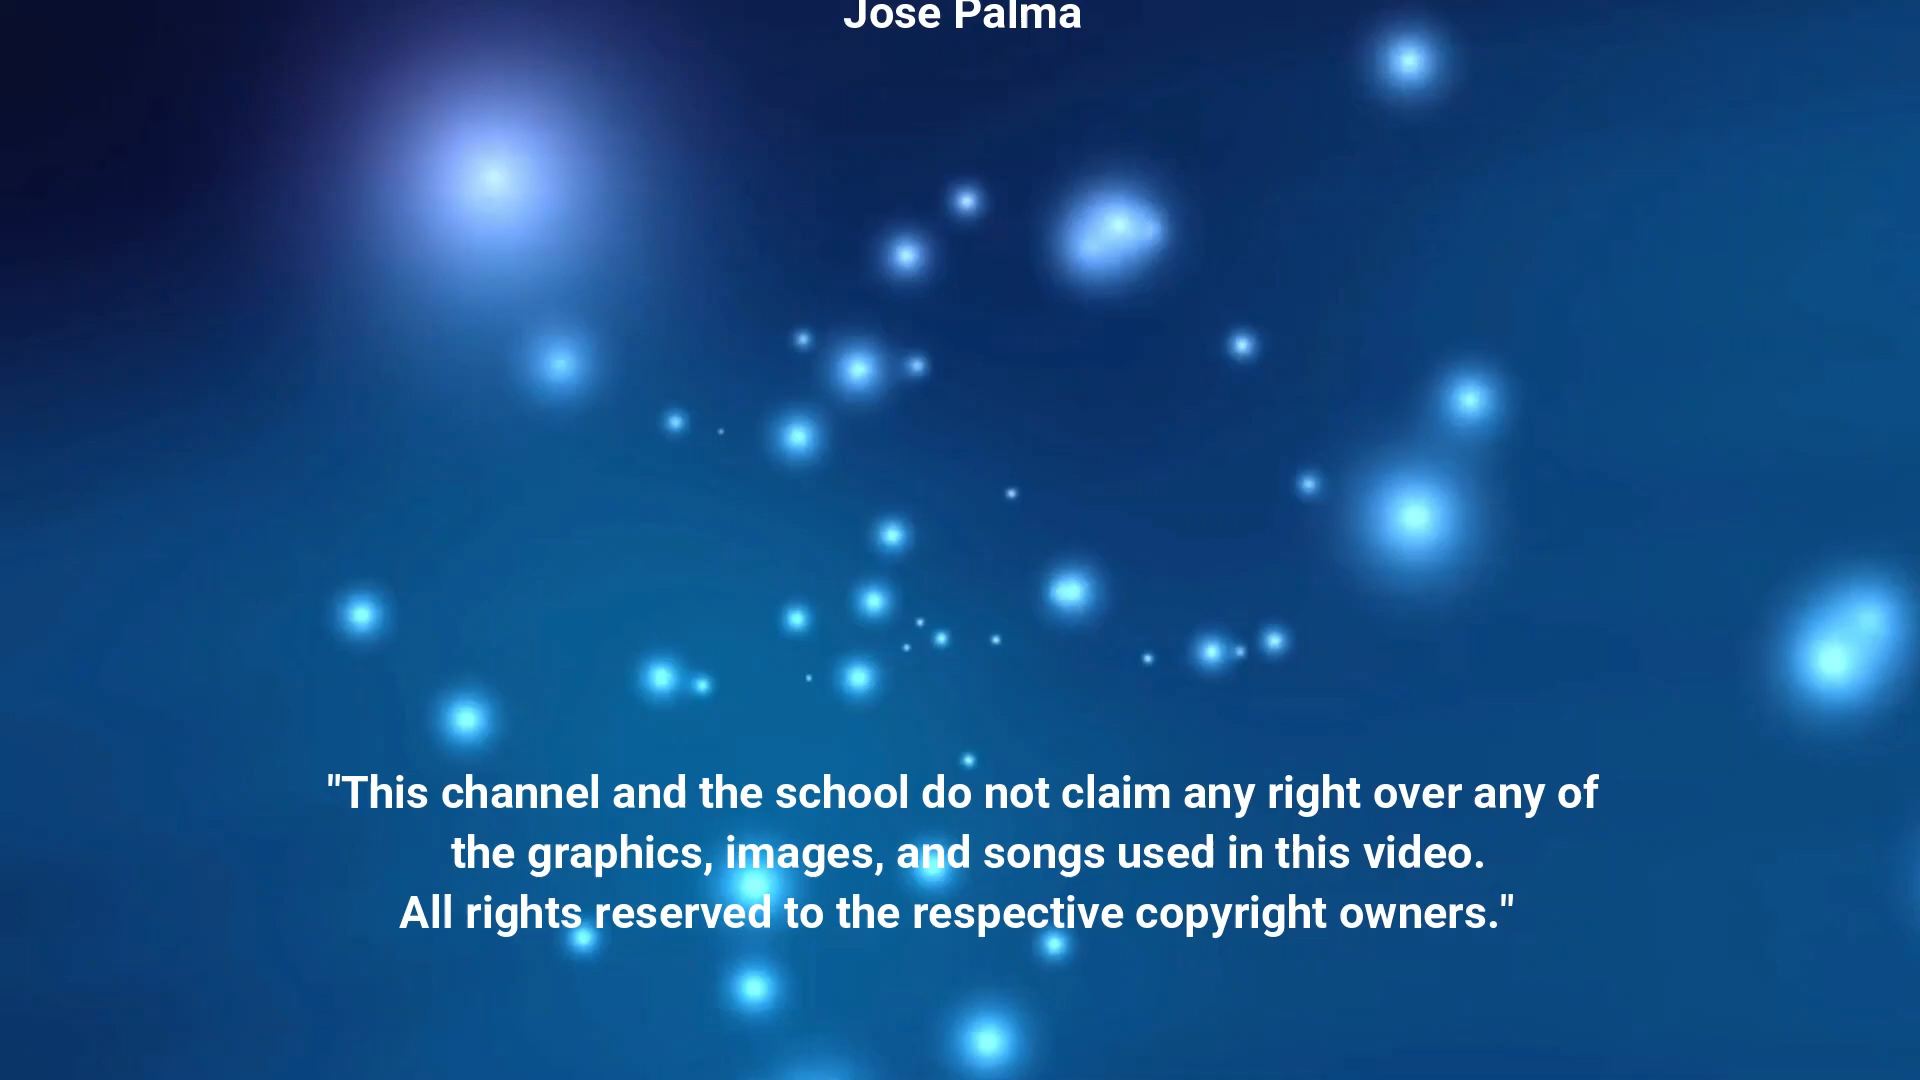 Jose Palma
"This channel and the school do not claim any right over any of
the graphics, images, and songs used in this video.
All rights reserved to the respective copyright owners."